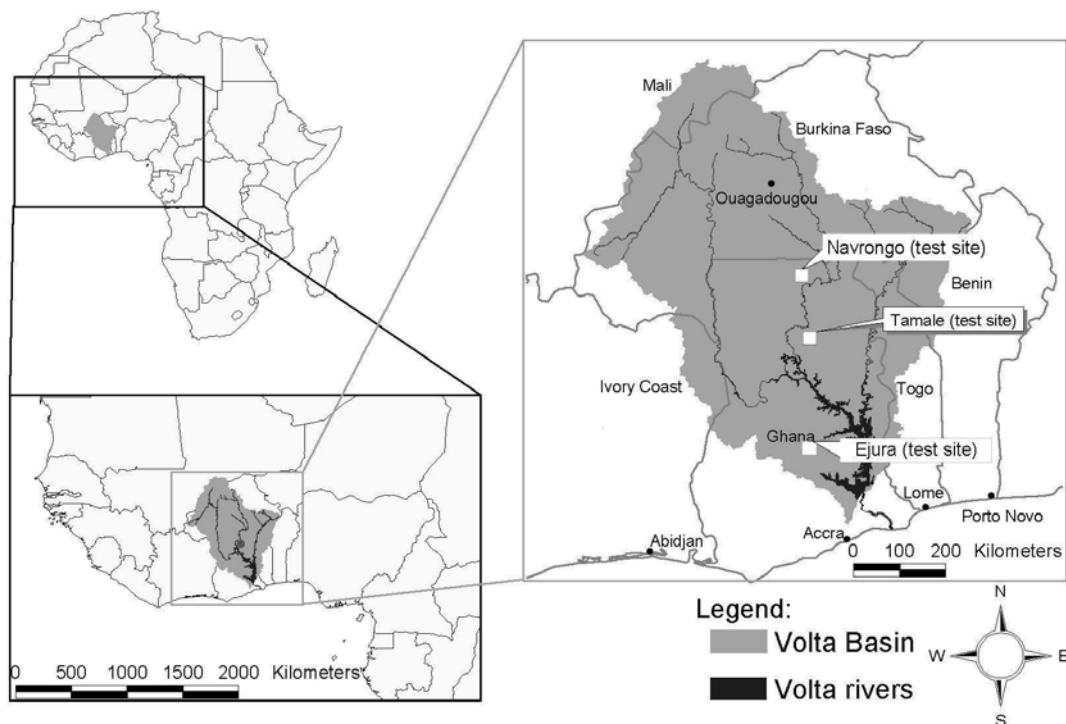 Mali
Burkina Faso
Ouagadougou
Navrongo (test site)
Benin
Tamale (test site)
Ivory Coast
Togo
Ghana
Ejura (test site)
Lome
Porto Novo
Abidjan
Accra
0 100 200 Kilometers
0 500 1000 1500 2000 Kilometers
Legend:
Volta Basin
Volta rivers
N
W E
S